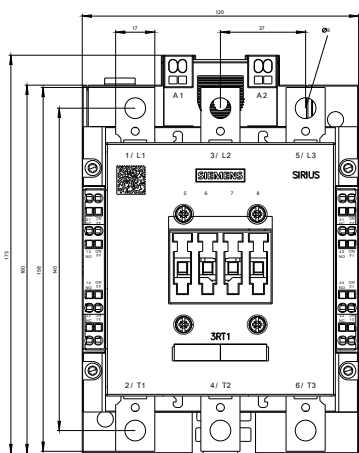 120
17
37
A1
A2
1/ L1
3/ L2
5/ L3
SIEMENS
SIRIUS
5
6
7
8
173
160
158
140
3RT1
2/ T1
4/ T2
6/ T3